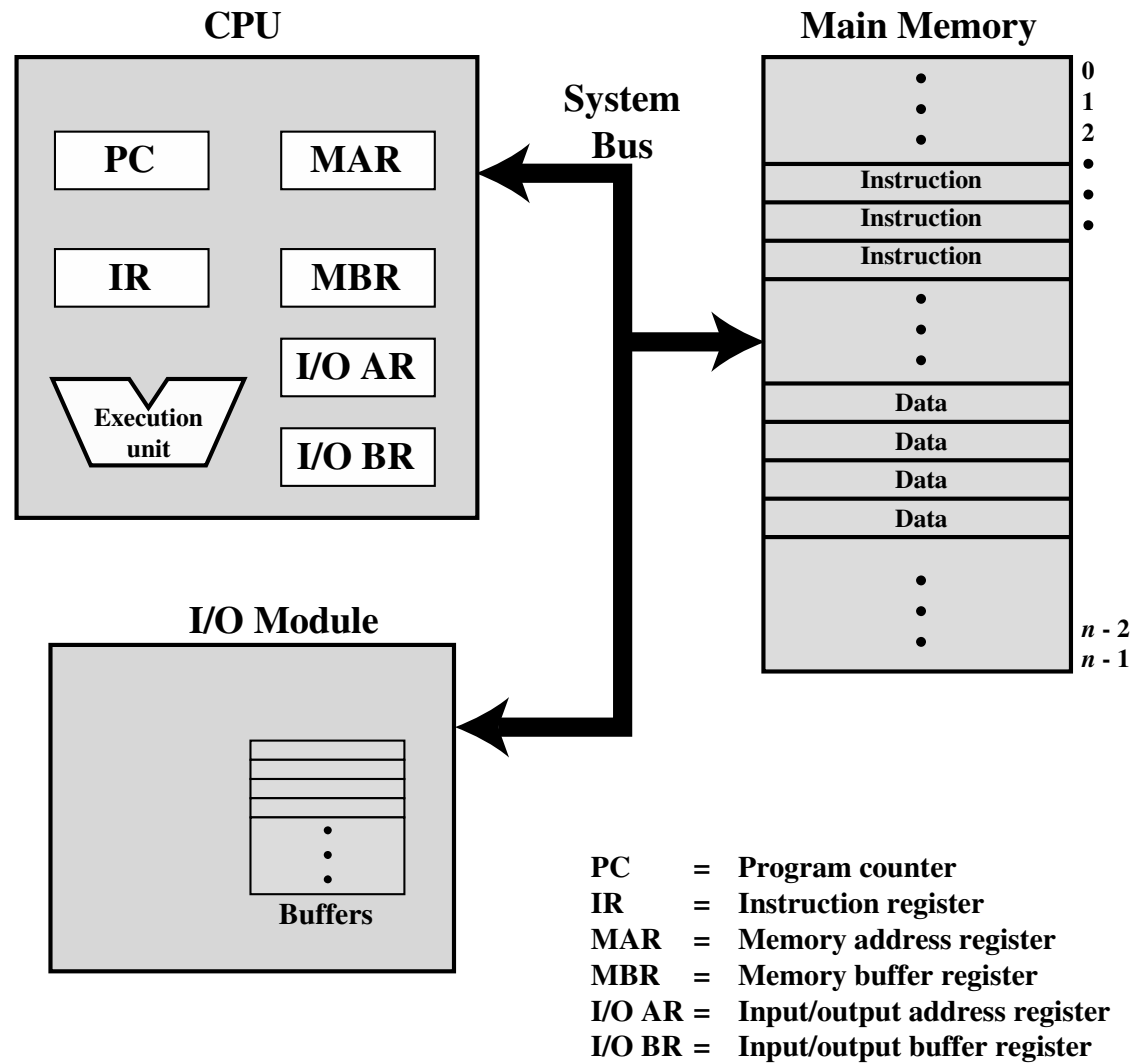 CPU
PC
MAR
IR
MBR
I/O AR
Execution
unit
I/O BR
System
Bus
Main Memory
0
1
2
Instruction
Instruction
Instruction
Data
Data
Data
Data
n - 2
n - 1
I/O Module
Buffers
PC = Program counter
IR = Instruction register
MAR = Memory address register
MBR = Memory buffer register
I/O AR = Input/output address register
I/O BR = Input/output buffer register